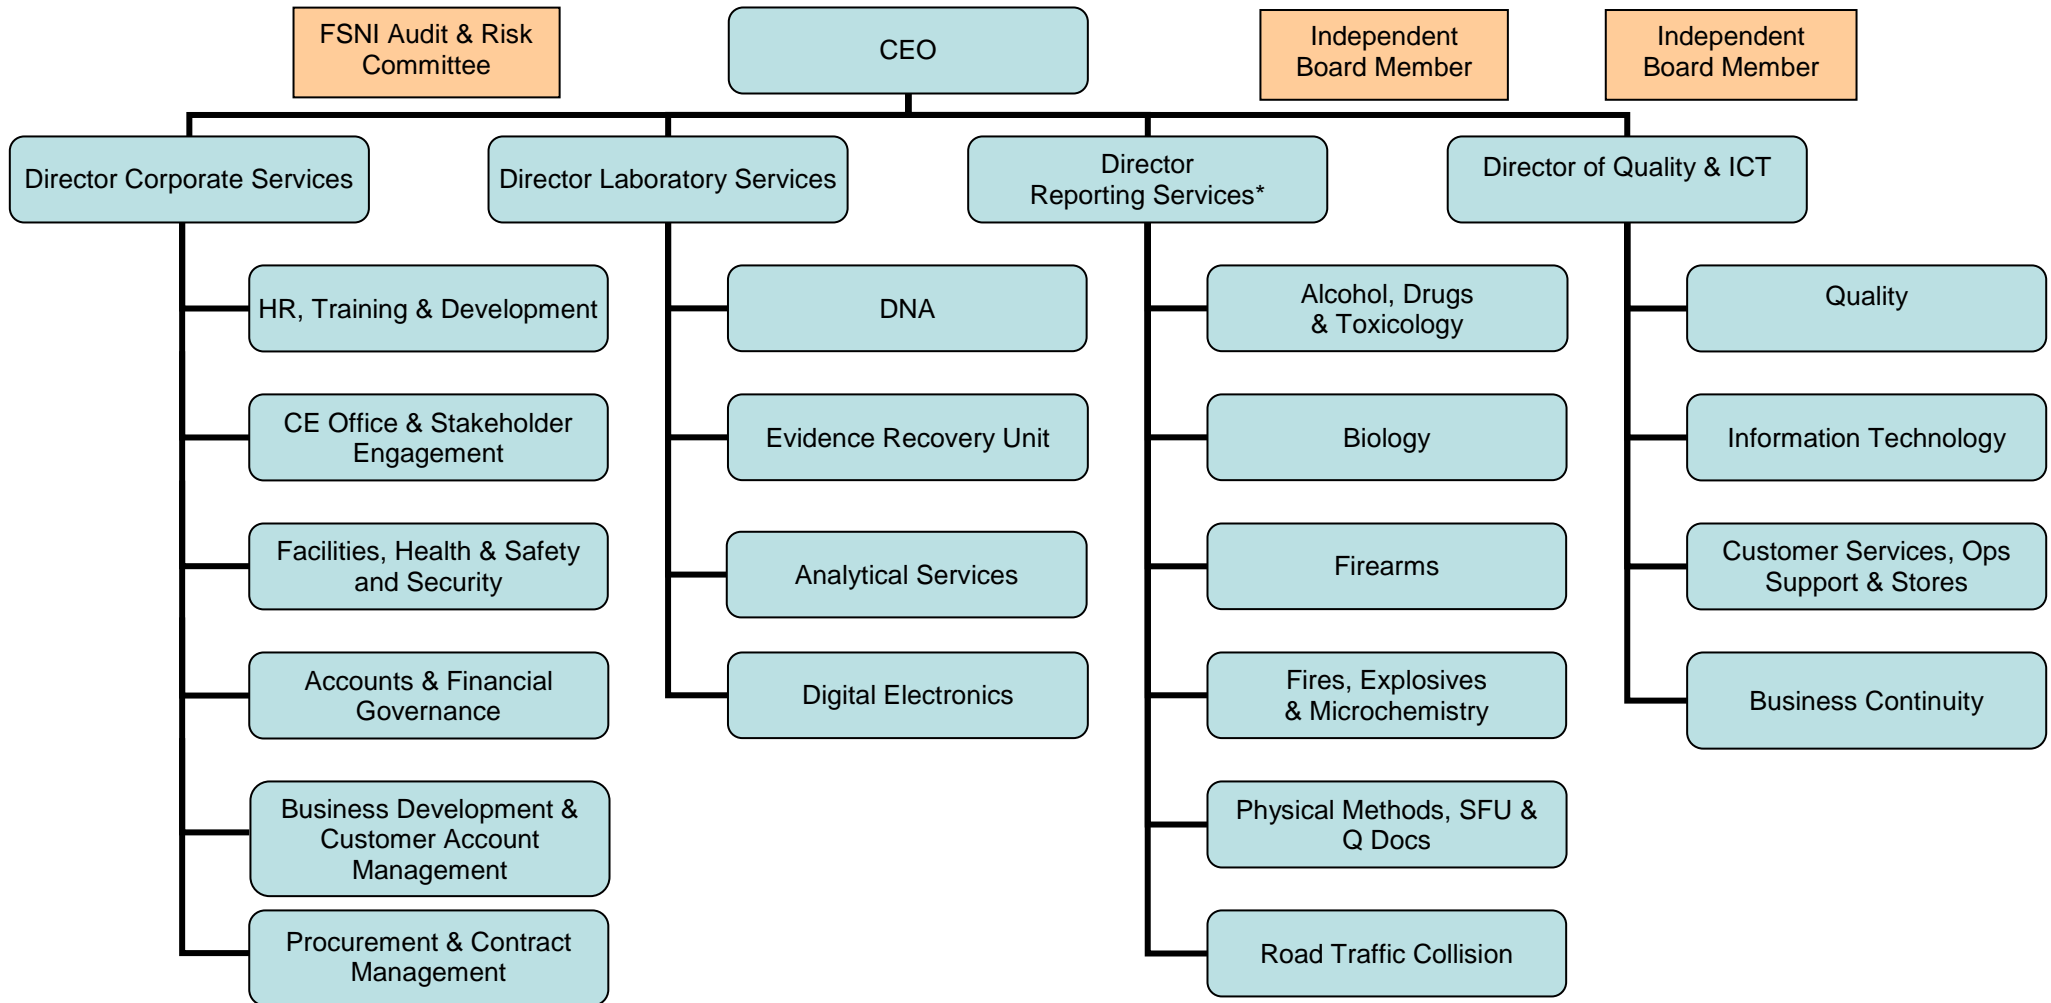 FSNI Audit & Risk
Committee
CEO
Independent
Board Member
Independent
Board Member
Director Corporate Services
Director Laboratory Services
Director
Reporting Services*
Director of Quality & ICT
HR, Training & Development
CE Office & Stakeholder
Engagement
Facilities, Health & Safety
and Security
Accounts & Financial
Governance
Business Development &
Customer Account
Management
Procurement & Contract
Management
DNA
Evidence Recovery Unit
Analytical Services
Digital Electronics
Alcohol, Drugs
& Toxicology
Biology
Firearms
Fires, Explosives
& Microchemistry
Physical Methods, SFU &
Q Docs
Road Traffic Collision
Quality
Information Technology
Customer Services, Ops
Support & Stores
Business Continuity